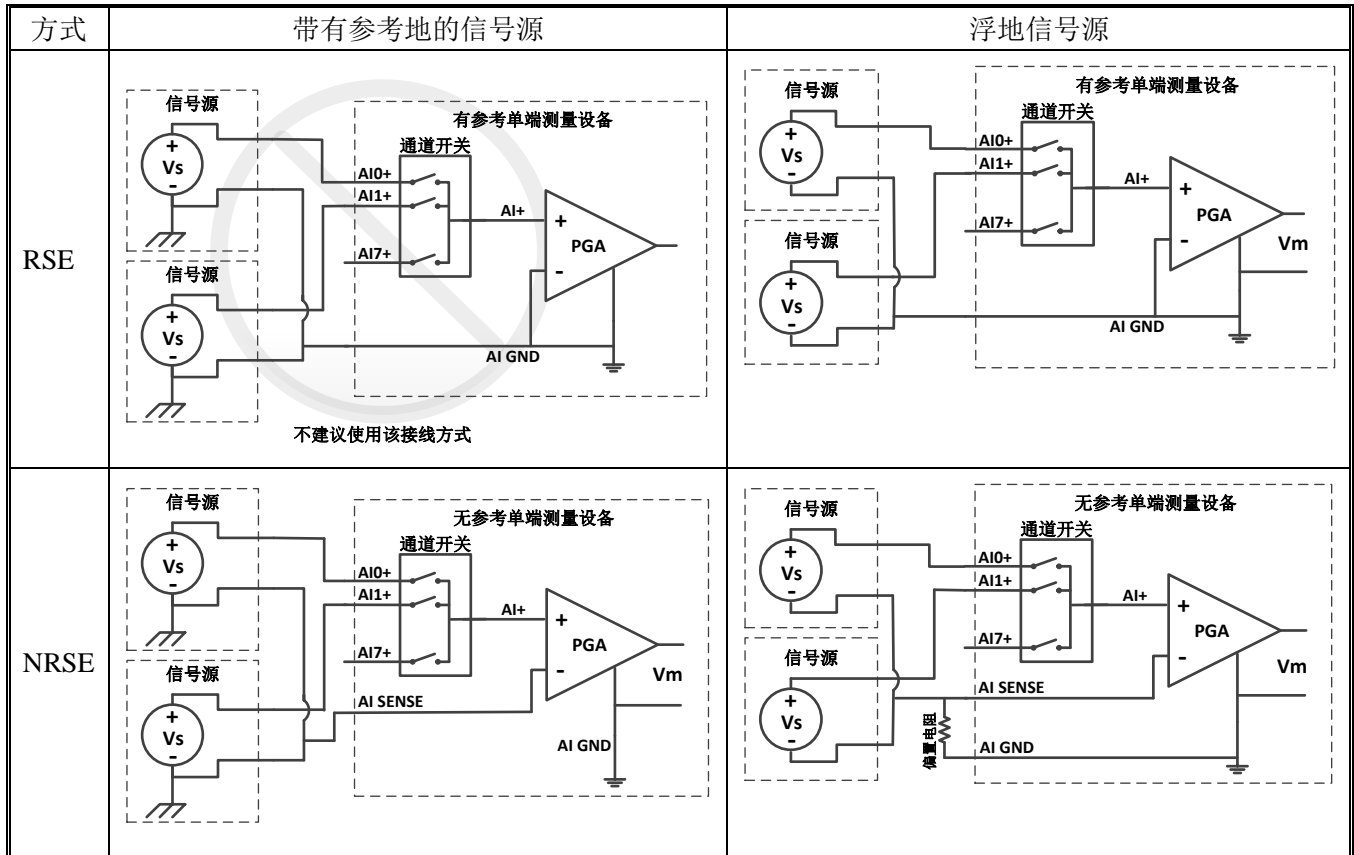 方式
带有参考地的信号源
浮地信号源
RSE
信号源
+
Vs
-
信号源
+
Vs
-
有参考单端测量设备
通道开关
AI0+
AI1+
AI7+
AI+
+
PGA
-
AI GND
不建议使用该接线方式
信号源
+
Vs
-
信号源
+
Vs
-
有参考单端测量设备
通道开关
AI0+
AI1+
AI7+
AI+
+
PGA
-
Vm
AI GND
NRSE
信号源
+
Vs
-
信号源
+
Vs
-
无参考单端测量设备
通道开关
AI0+
AI1+
AI7+
AI+
+
PGA
-
Vm
AI SENSE
AI GND
信号源
+
Vs
-
信号源
+
Vs
-
无参考单端测量设备
通道开关
AI0+
AI1+
AI7+
AI+
+
PGA
-
Vm
AI SENSE
偏置电阻
AI GND